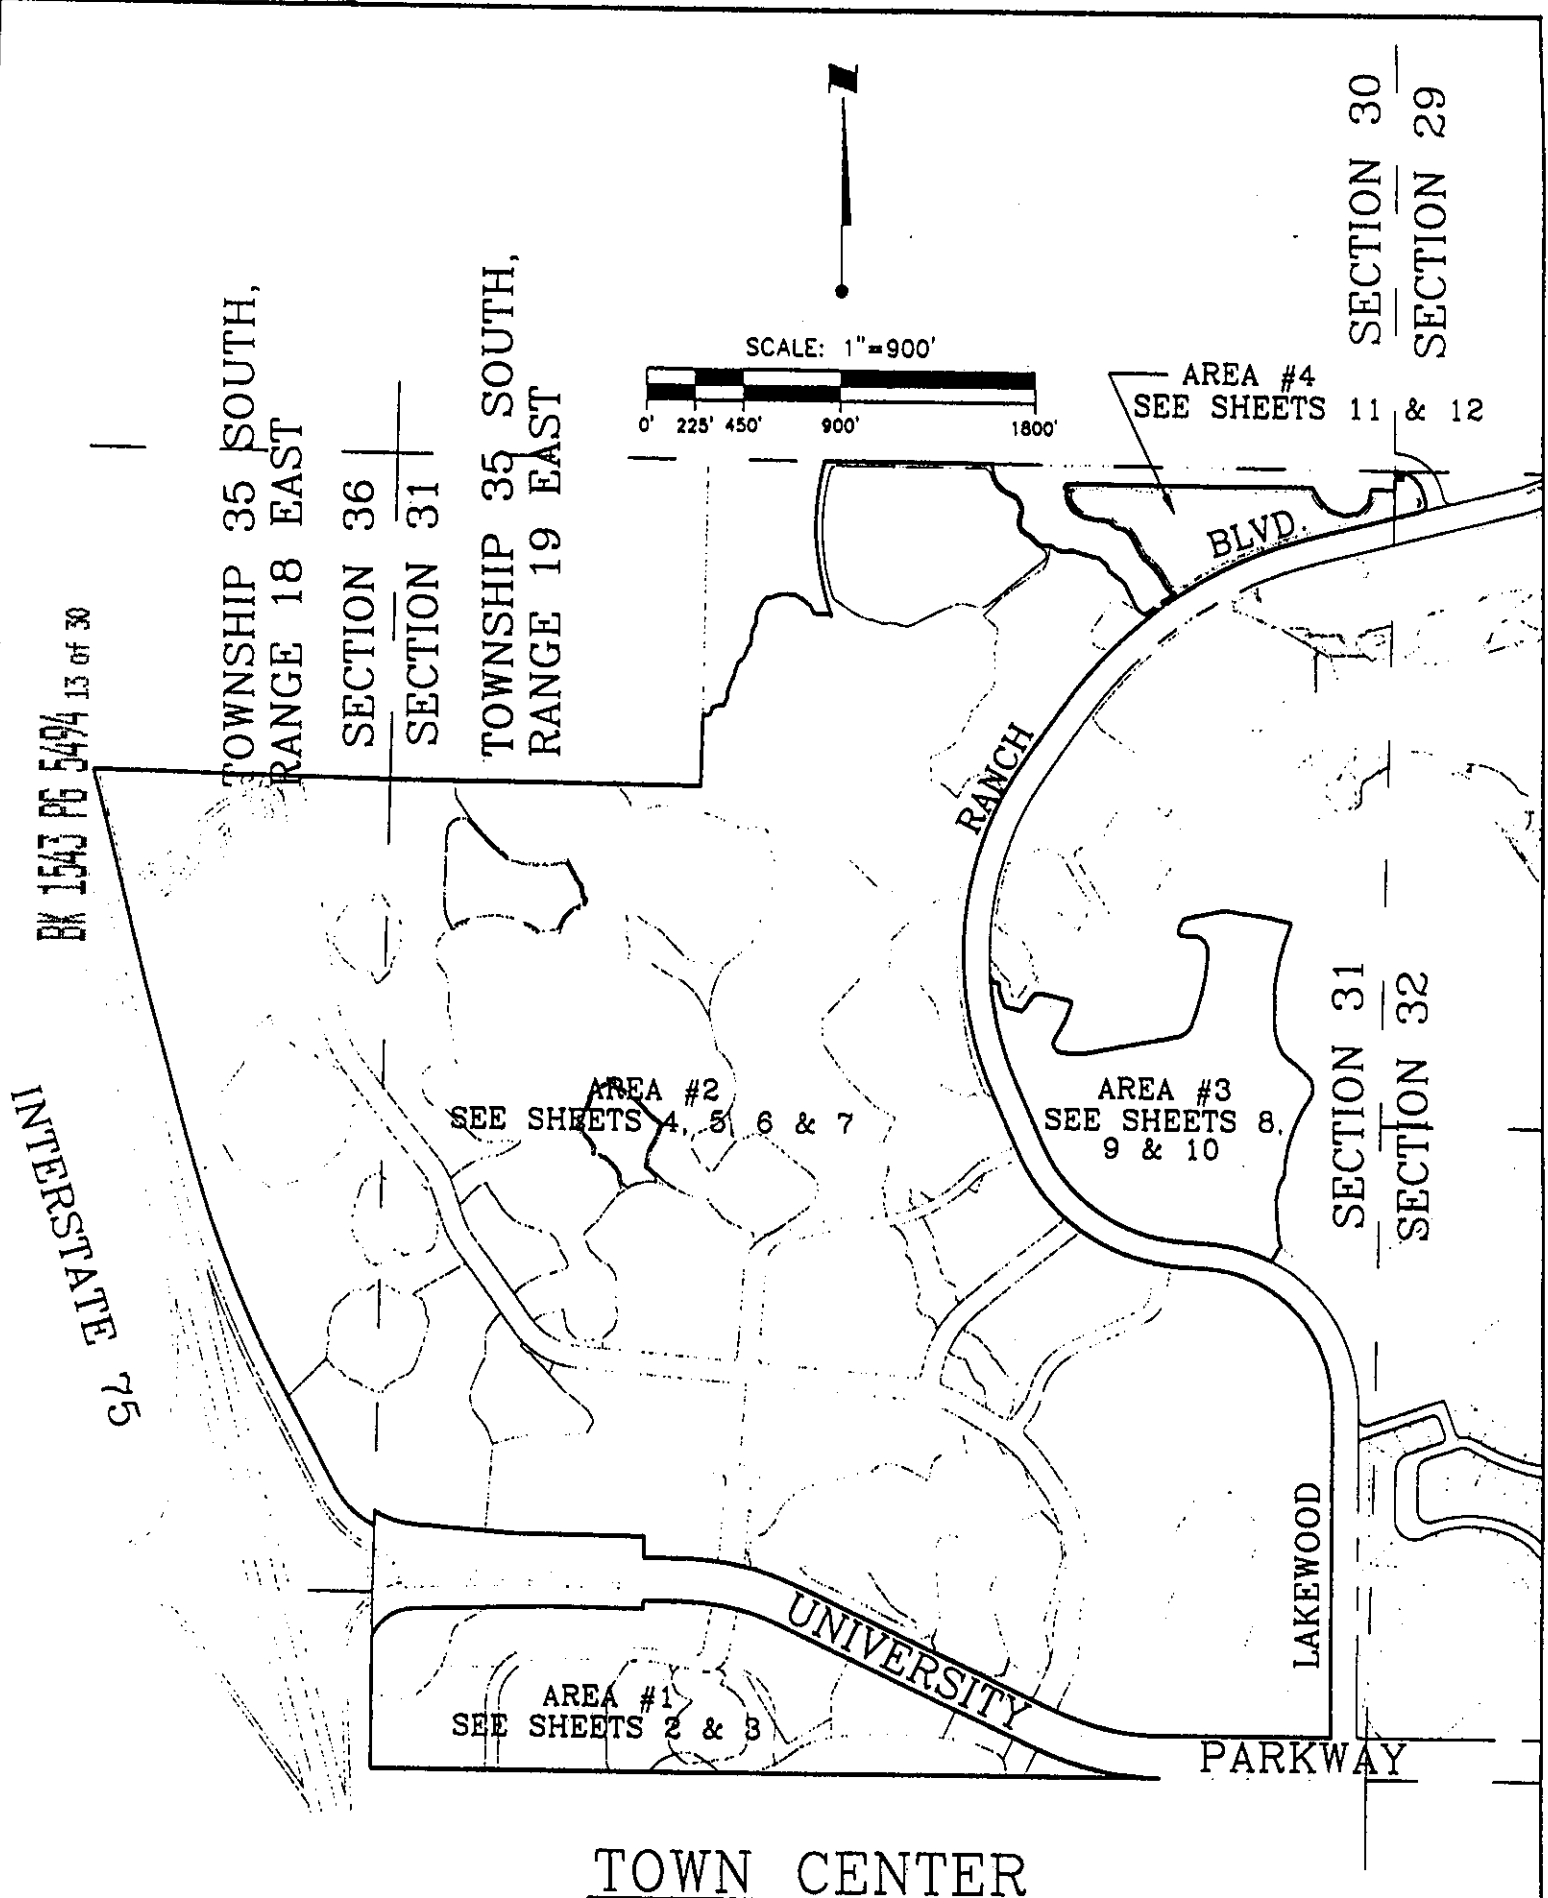 N
SECTION 30
SECTION 29
SCALE: 1"=900'
0' 225' 450' 900' 1800'
AREA #4
SEE SHEETS 11 & 12
TOWNSHIP 35 SOUTH,
RANGE 18 EAST
SECTION 36
SECTION 31
TOWNSHIP 35 SOUTH,
RANGE 19 EAST
BK 1543 PG 5494 13 of 30
BLVD.
RANCH
INTERSTATE 75
AREA #2
SEE SHEETS 4, 5, 6 & 7
AREA #3
SEE SHEETS 8,
9 & 10
SECTION 31
SECTION 32
LAKEWOOD
UNIVERSITY
AREA #1
SEE SHEETS 2 & 3
PARKWAY
TOWN CENTER